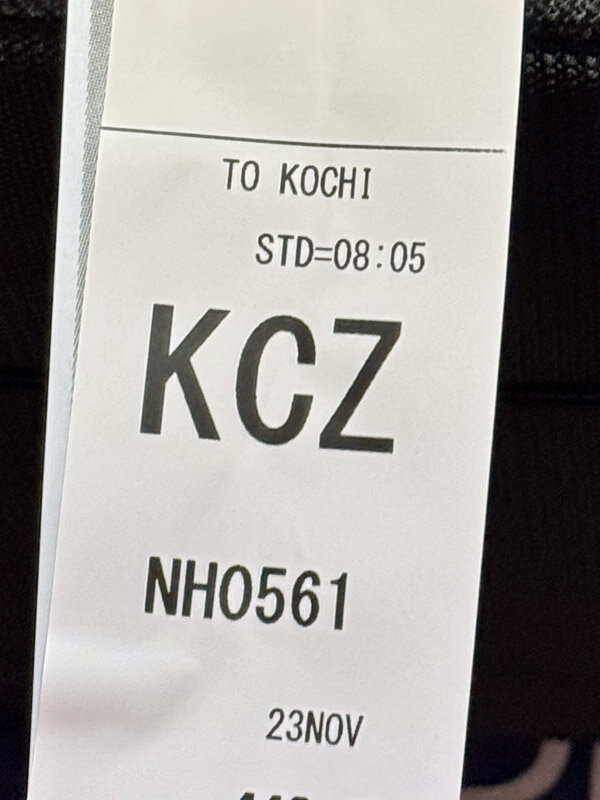 TO KOCHI
STD=08:05
KCZ
NH0561
23NOV